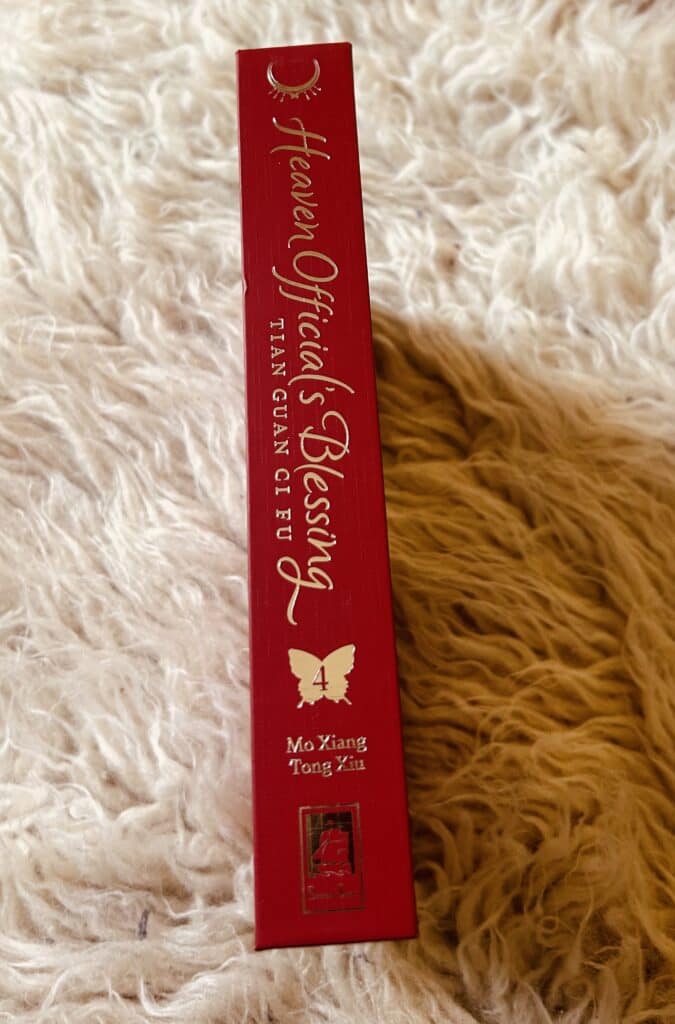 Heaven Official's Blessing
TIAN GUAN CI FU
4
Mo Xiang
Tong Xiu